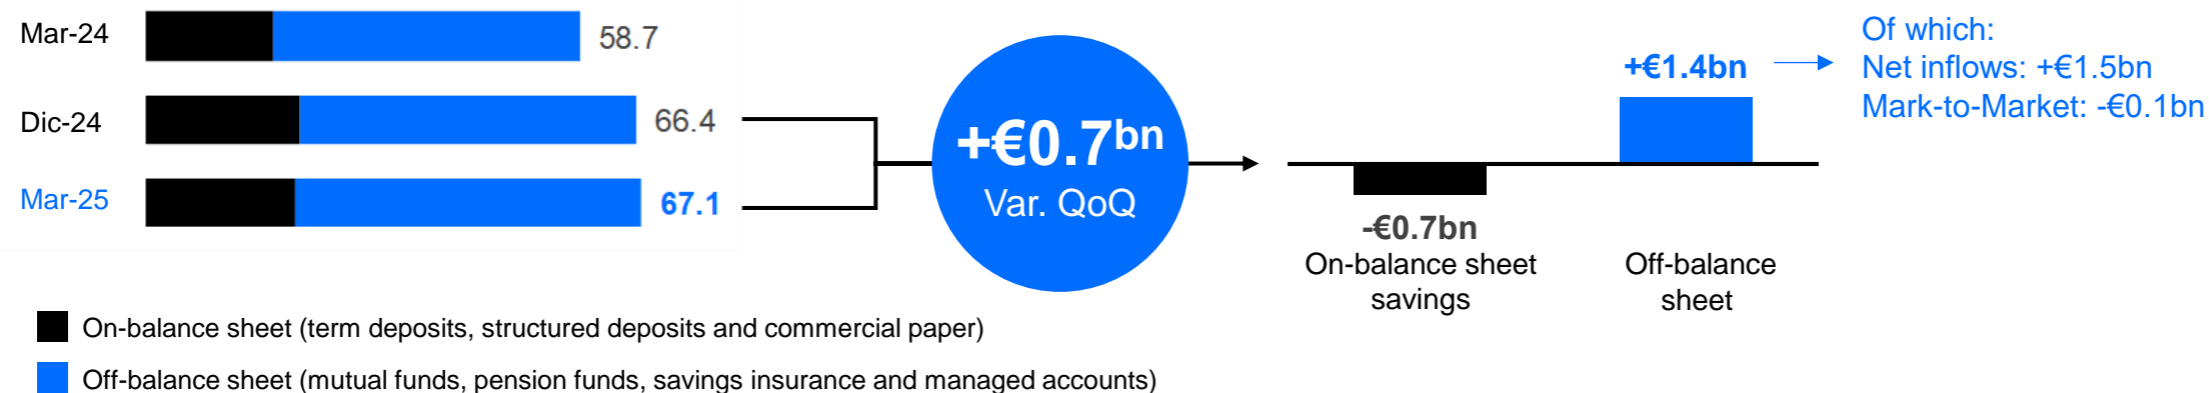 Mar-24
58.7
Dic-24
66.4
Mar-25
67.1
+€0.7bn
Var. QoQ
+€1.4bn
Of which:
Net inflows: +€1.5bn
Mark-to-Market: -€0.1bn
-€0.7bn
On-balance sheet
savings
Off-balance
sheet
On-balance sheet (term deposits, structured deposits and commercial paper)
Off-balance sheet (mutual funds, pension funds, savings insurance and managed accounts)